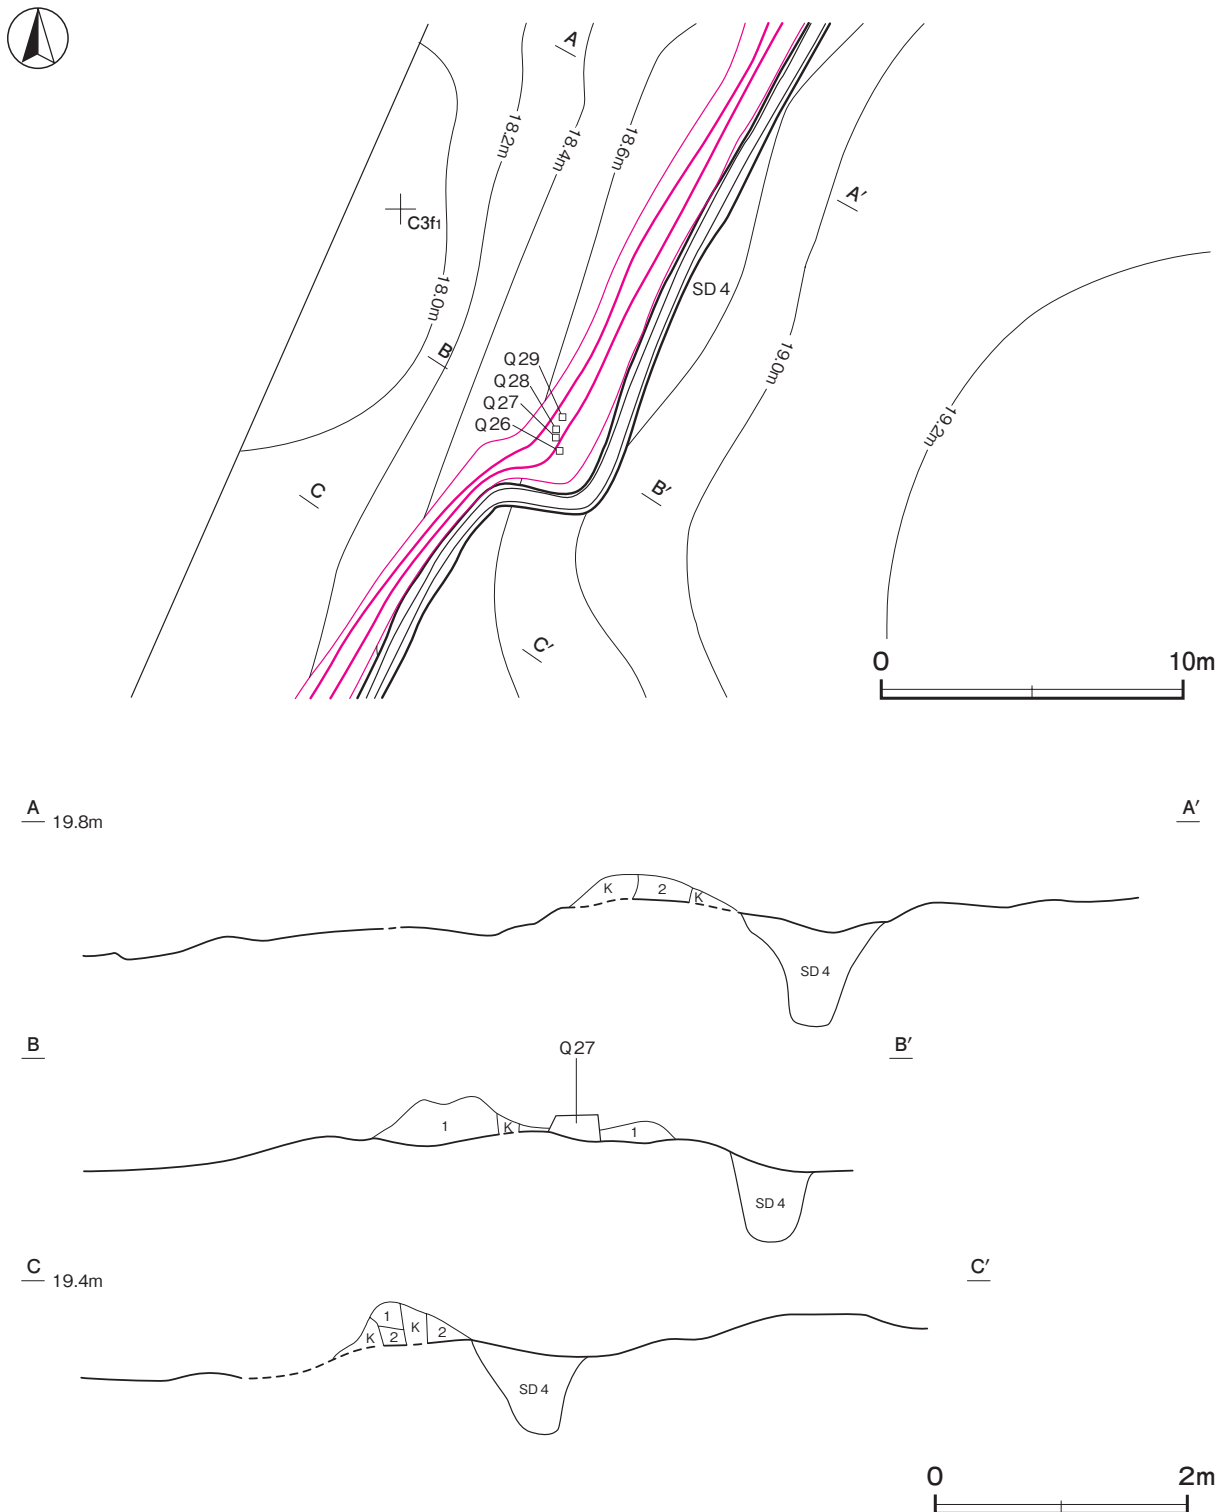 A
18.2m
18.4m
18.6m
A′
C3f1
18.0m
SD 4
B
Q29
Q28
Q27
Q26
19.0m
19.2m
C
B′
C′
0 10m
A 19.8m A′
K 2 K
SD 4
B B′
Q27
1 K 1
SD 4
C 19.4m C′
1
K 2 K 2
SD 4
0 2m